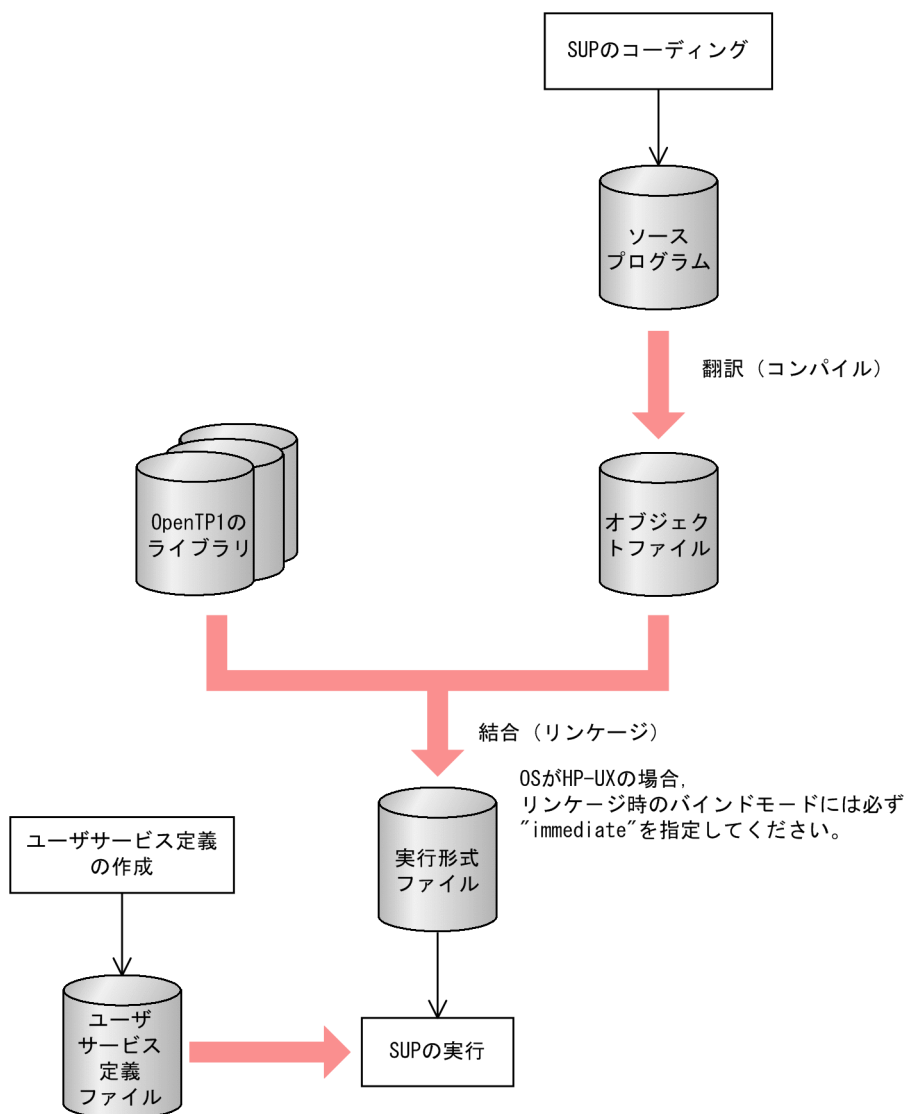 SUPのコーディング
ソース
プログラム
翻訳（コンパイル）
OpenTP1の
ライブラリ
オブジェク
トファイル
結合（リンケージ）
OSがHP-UXの場合,
リンケージ時のバインドモードには必ず
"immediate"を指定してください。
実行形式
ファイル
ユーザサービス定義
の作成
ユーザ
サービス
定義
ファイル
SUPの実行